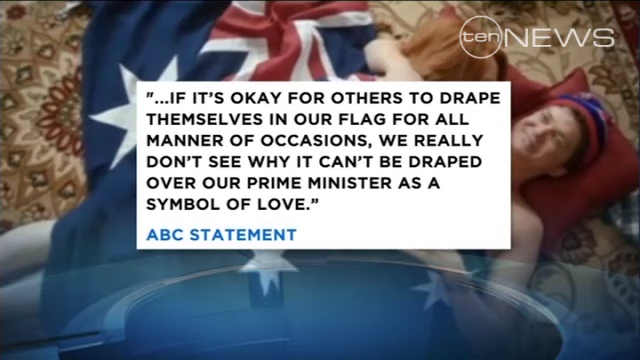 ten NEWS
"...IF IT'S OKAY FOR OTHERS TO DRAPE
THEMSELVES IN OUR FLAG FOR ALL
MANNER OF OCCASIONS, WE REALLY
DON'T SEE WHY IT CAN'T BE DRAPED
OVER OUR PRIME MINISTER AS A
SYMBOL OF LOVE."
ABC STATEMENT